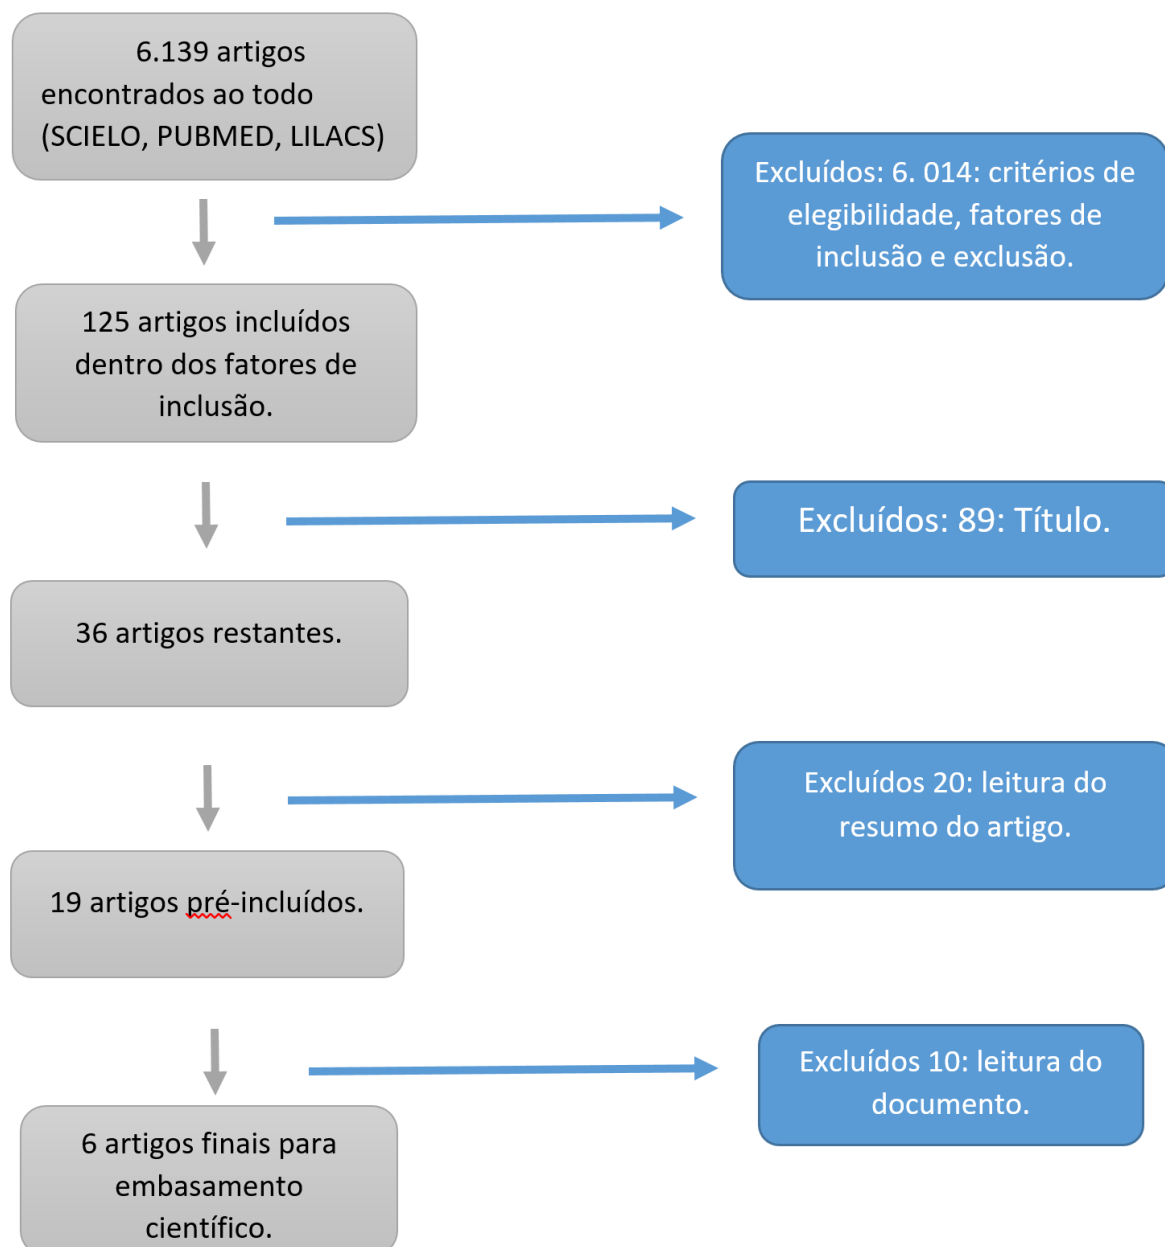 6.139 artigos
encontrados ao todo
(SCIELO, PUBMED, LILACS)
Excluídos: 6. 014: critérios de
elegibilidade, fatores de
inclusão e exclusão.
125 artigos incluídos
dentro dos fatores de
inclusão.
Excluídos: 89: Título.
36 artigos restantes.
Excluídos 20: leitura do
resumo do artigo.
19 artigos pré-incluídos.
Excluídos 10: leitura do
documento.
6 artigos finais para
embasamento
científico.